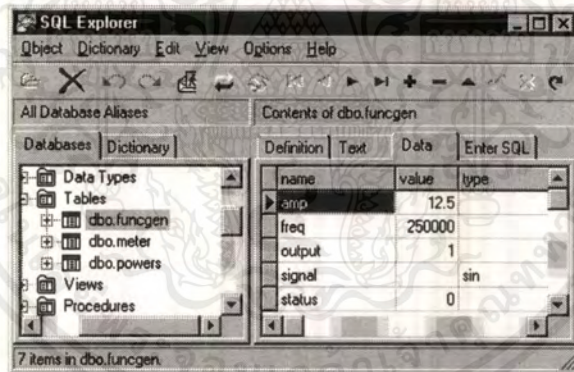 SQL Explorer
Object Dictionary Edit View Options Help
All Database Aliases
Contents of dbo.funcgen
Databases Dictionary
Definition Text Data Enter SQL
Data Types
Tables
dbo.funcgen
dbo.meter
dbo.powers
Views
Procedures
name value type
amp 12.5
freq 250000
output 1
signal sin
status 0
7 items in dbo.funcgen.